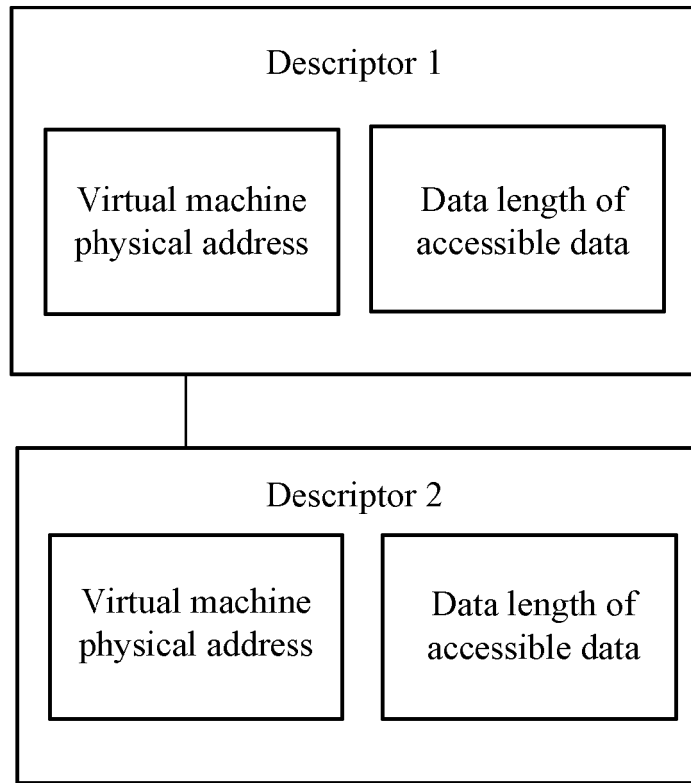 Descriptor 1
Virtual machine
physical address
Data length of
accessible data
Descriptor 2
Virtual machine
physical address
Data length of
accessible data